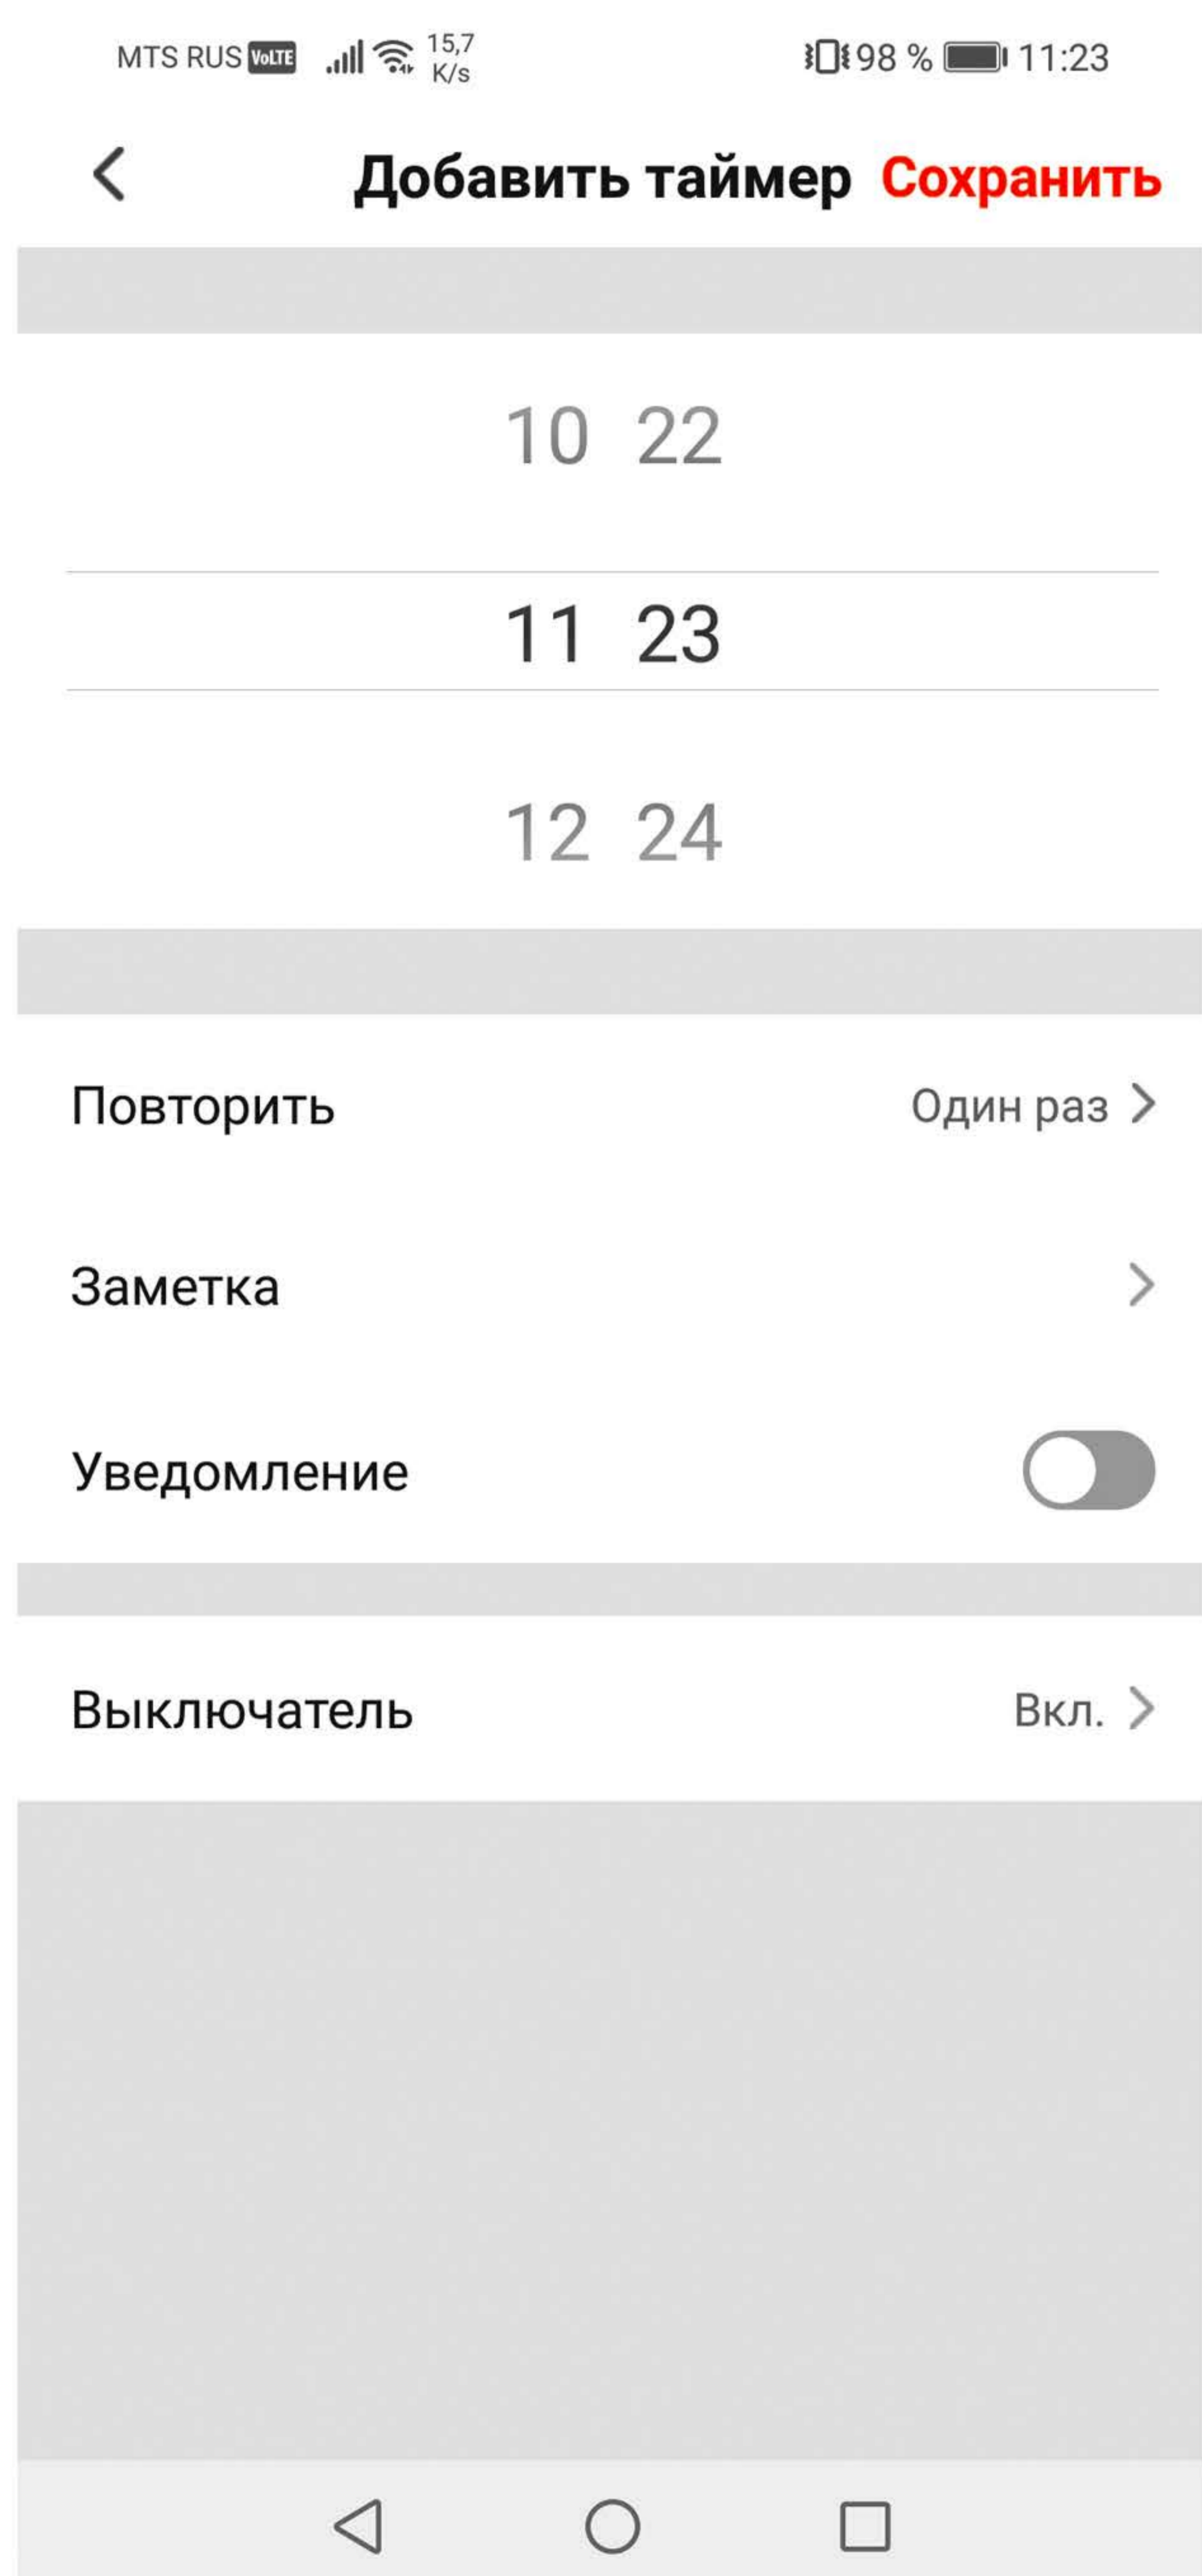 MTS RUS VoLTE 15,7 K/s 98 % 11:23
Добавить таймер Сохранить
10 22
11 23
12 24
Повторить Один раз
Заметка
Уведомление
Выключатель Вкл.